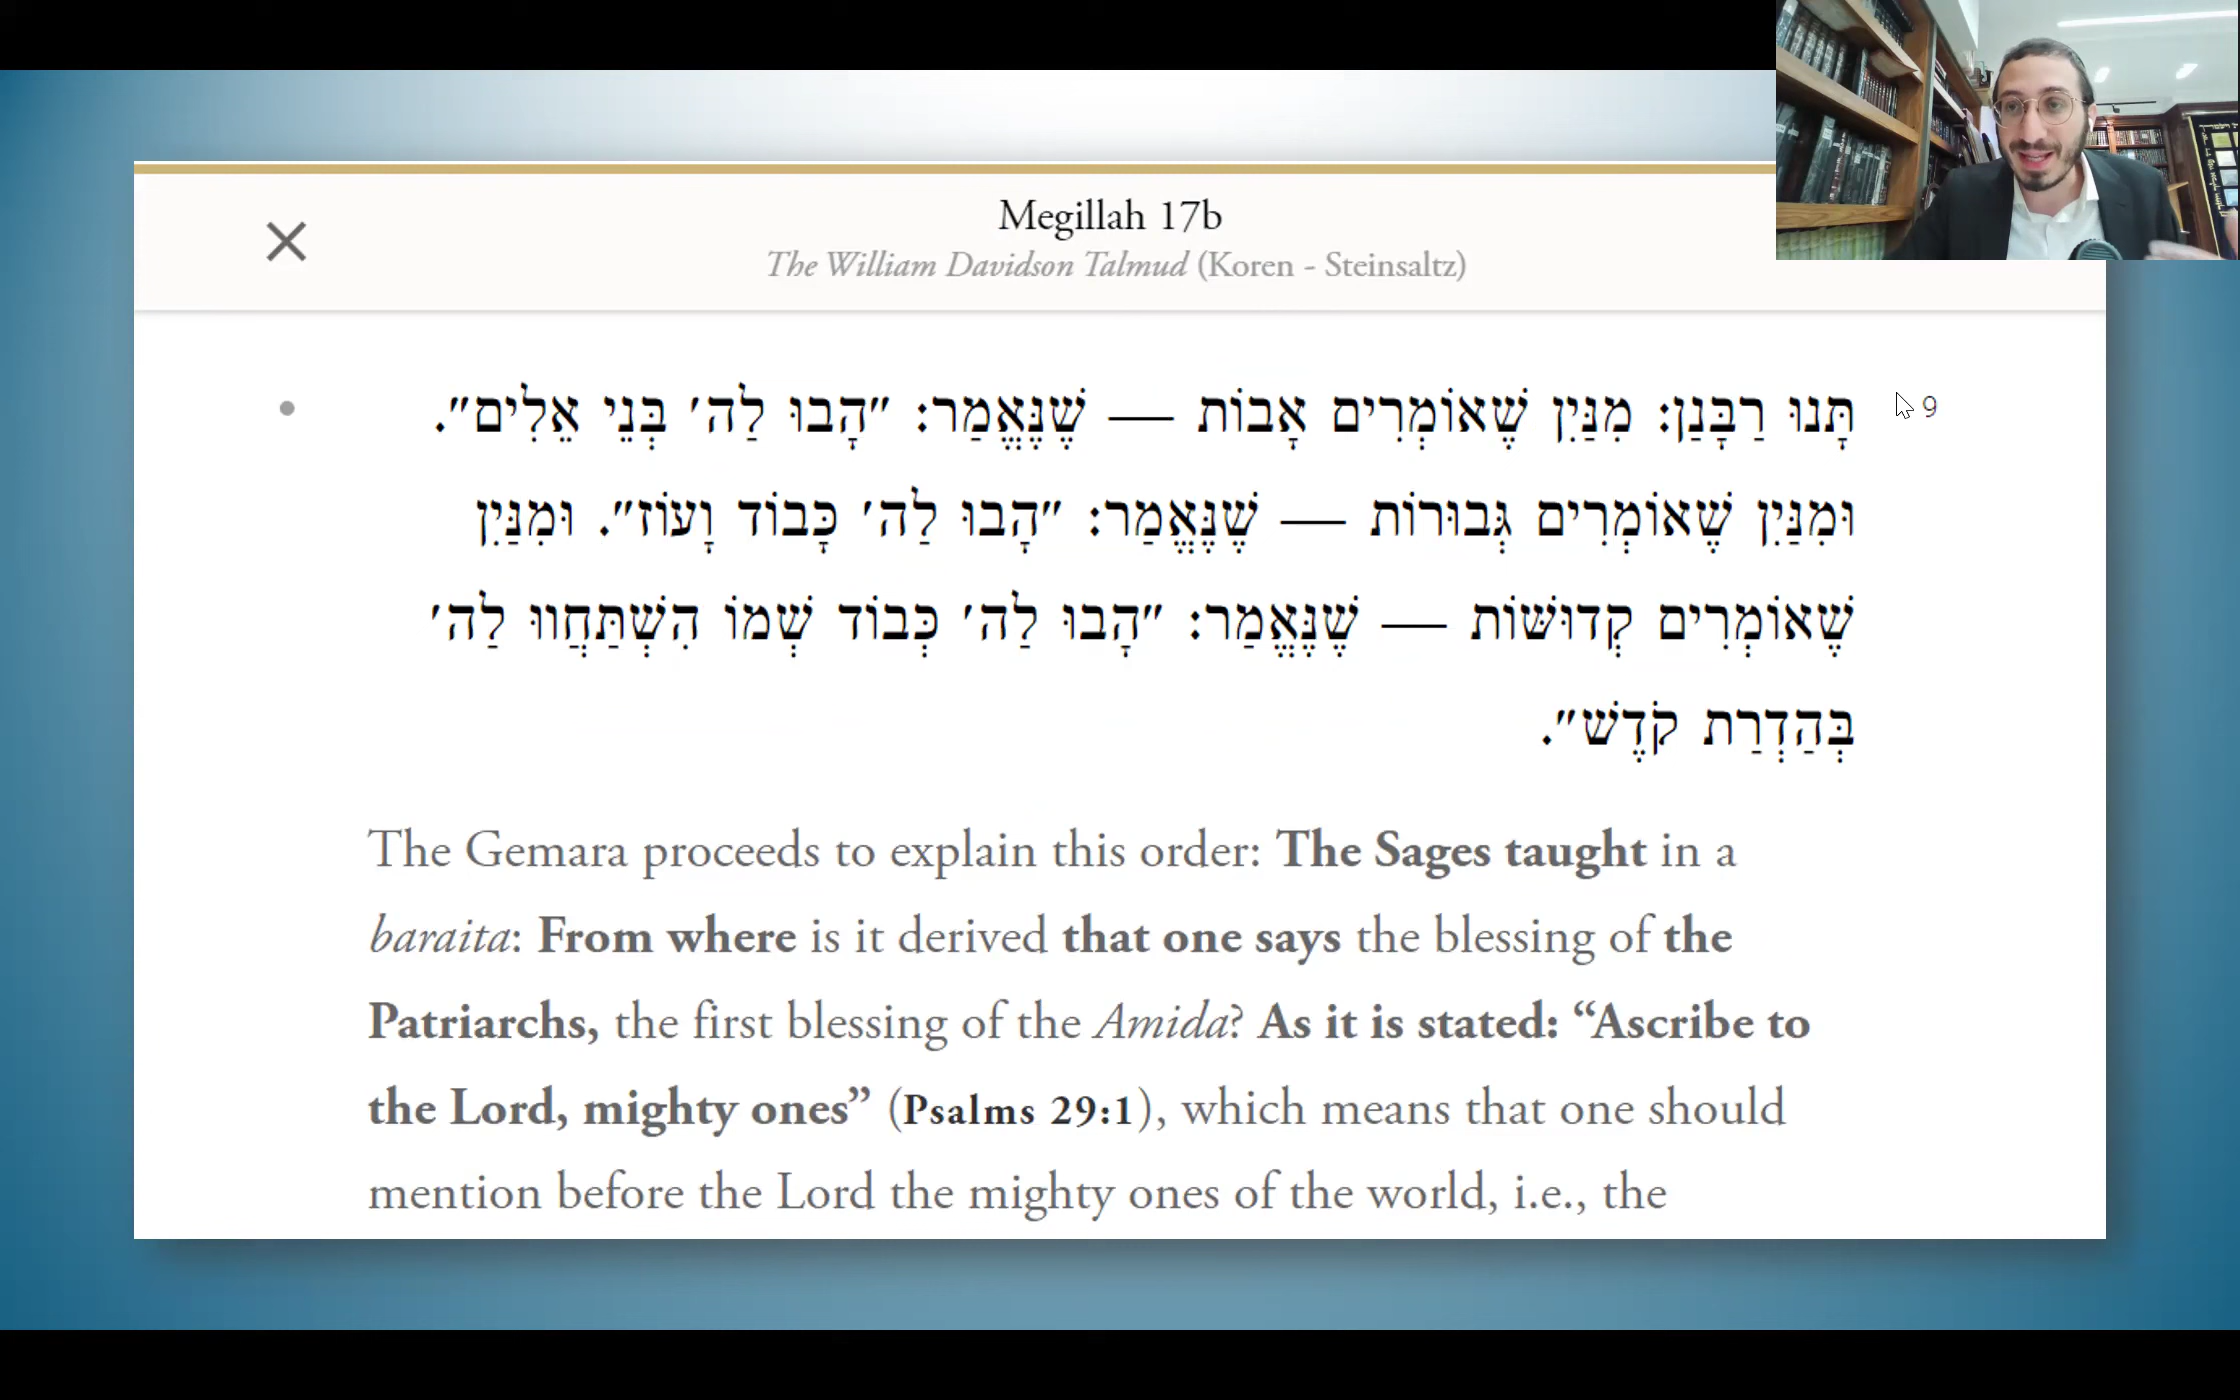 Megillah 17b
The William Davidson Talmud (Koren - Steinsaltz)
9
תָּנוּ רַבָּנַן: מִנַּיִן שֶׁאוֹמְרִים אָבוֹת — שֶׁנֶּאֱמַר: ״הָבוּ לַה׳ בְּנֵי אֵלִים״.
וּמִנַּיִן שֶׁאוֹמְרִים גְּבוּרוֹת — שֶׁנֶּאֱמַר: ״הָבוּ לַה׳ כָּבוֹד וָעוֹז״. וּמִנַּיִן
שֶׁאוֹמְרִים קְדוּשּׁוֹת — שֶׁנֶּאֱמַר: ״הָבוּ לַה׳ כְּבוֹד שְׁמוֹ הִשְׁתַּחֲווּ לַה׳
בְּהַדְרַת קֹדֶשׁ״.
The Gemara proceeds to explain this order: The Sages taught in a
baraita: From where is it derived that one says the blessing of the
Patriarchs, the first blessing of the Amida? As it is stated: “Ascribe to
the Lord, mighty ones” (Psalms 29:1), which means that one should
mention before the Lord the mighty ones of the world, i.e., the